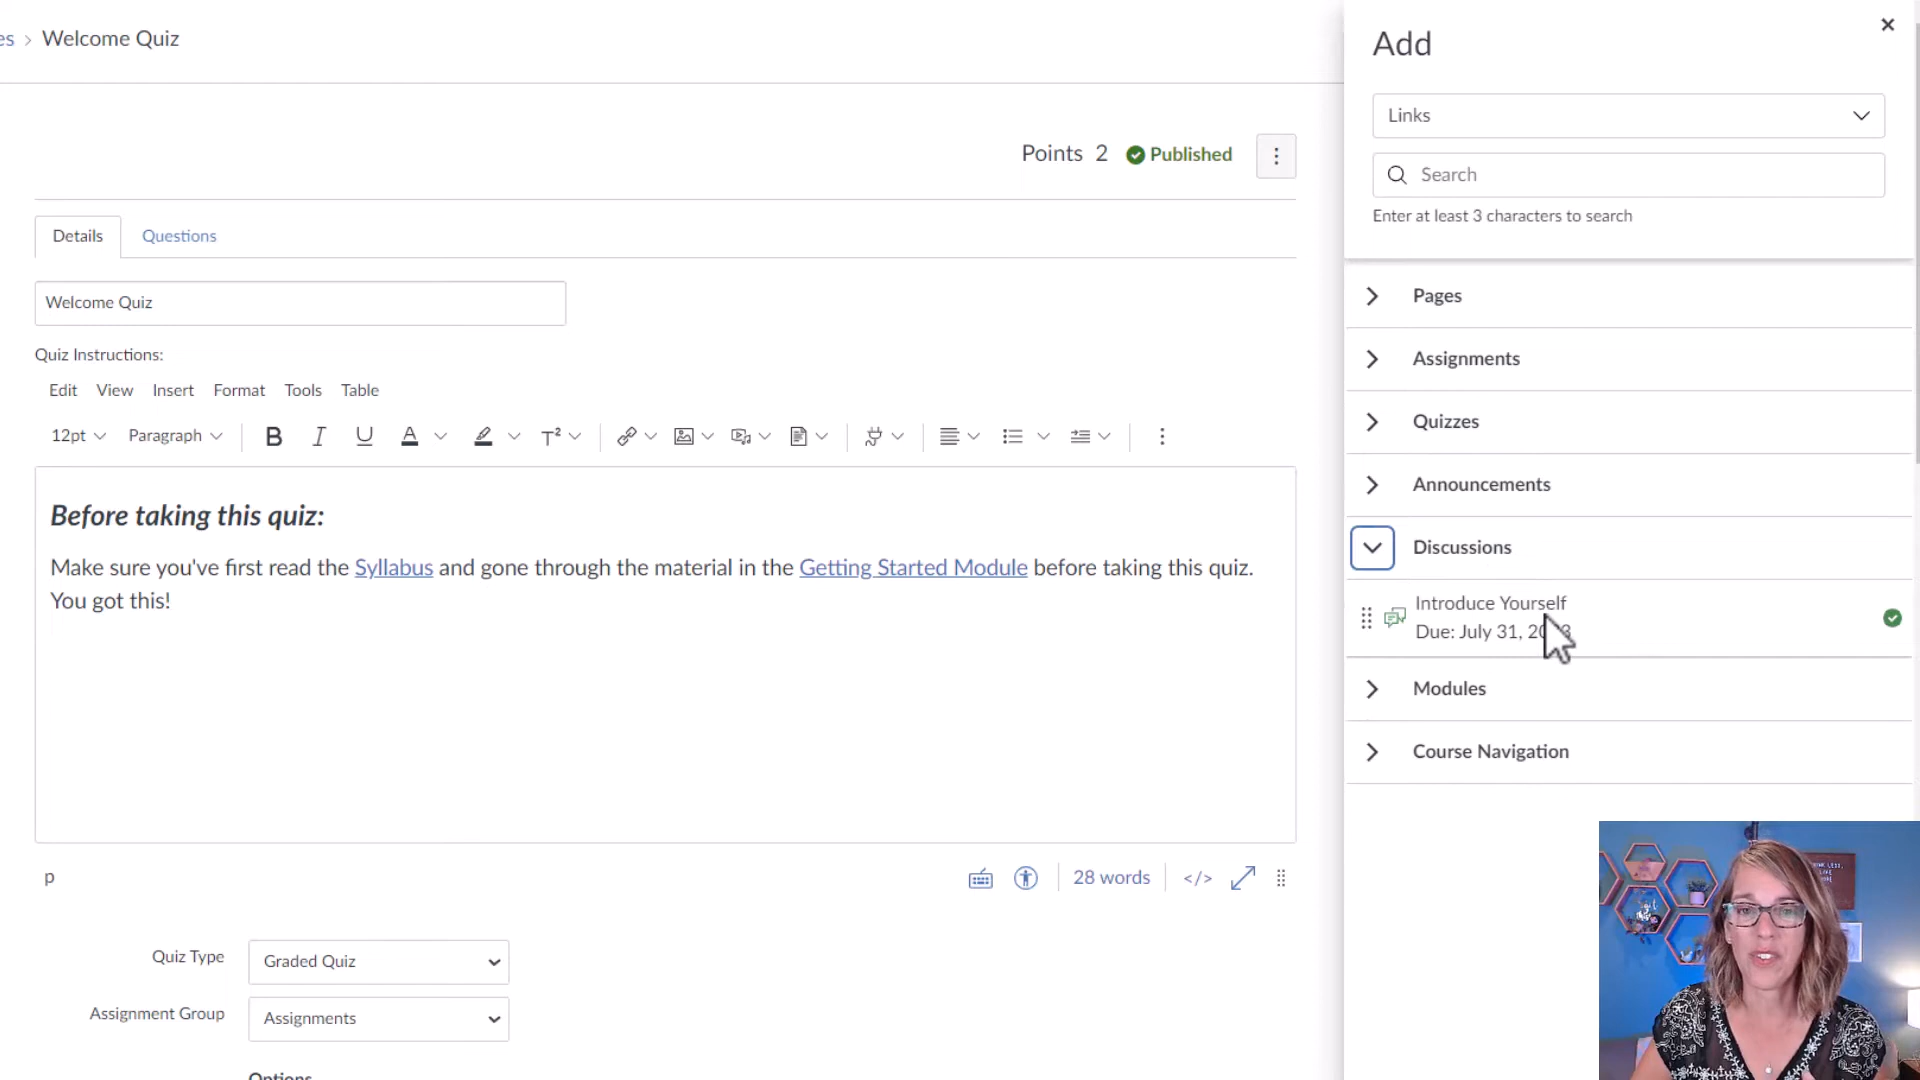 es > Welcome Quiz
Points 2 Published
Details Questions
Welcome Quiz
Quiz Instructions:
Edit View Insert Format Tools Table
12pt Paragraph B I U A T²
Before taking this quiz:
Make sure you've first read the Syllabus and gone through the material in the Getting Started Module before taking this quiz.
You got this!
p
28 words </>
Quiz Type Graded Quiz
Assignment Group Assignments
Options
Add
Links
Search
Enter at least 3 characters to search
Pages
Assignments
Quizzes
Announcements
Discussions
Introduce Yourself
Due: July 31,
Modules
Course Navigation